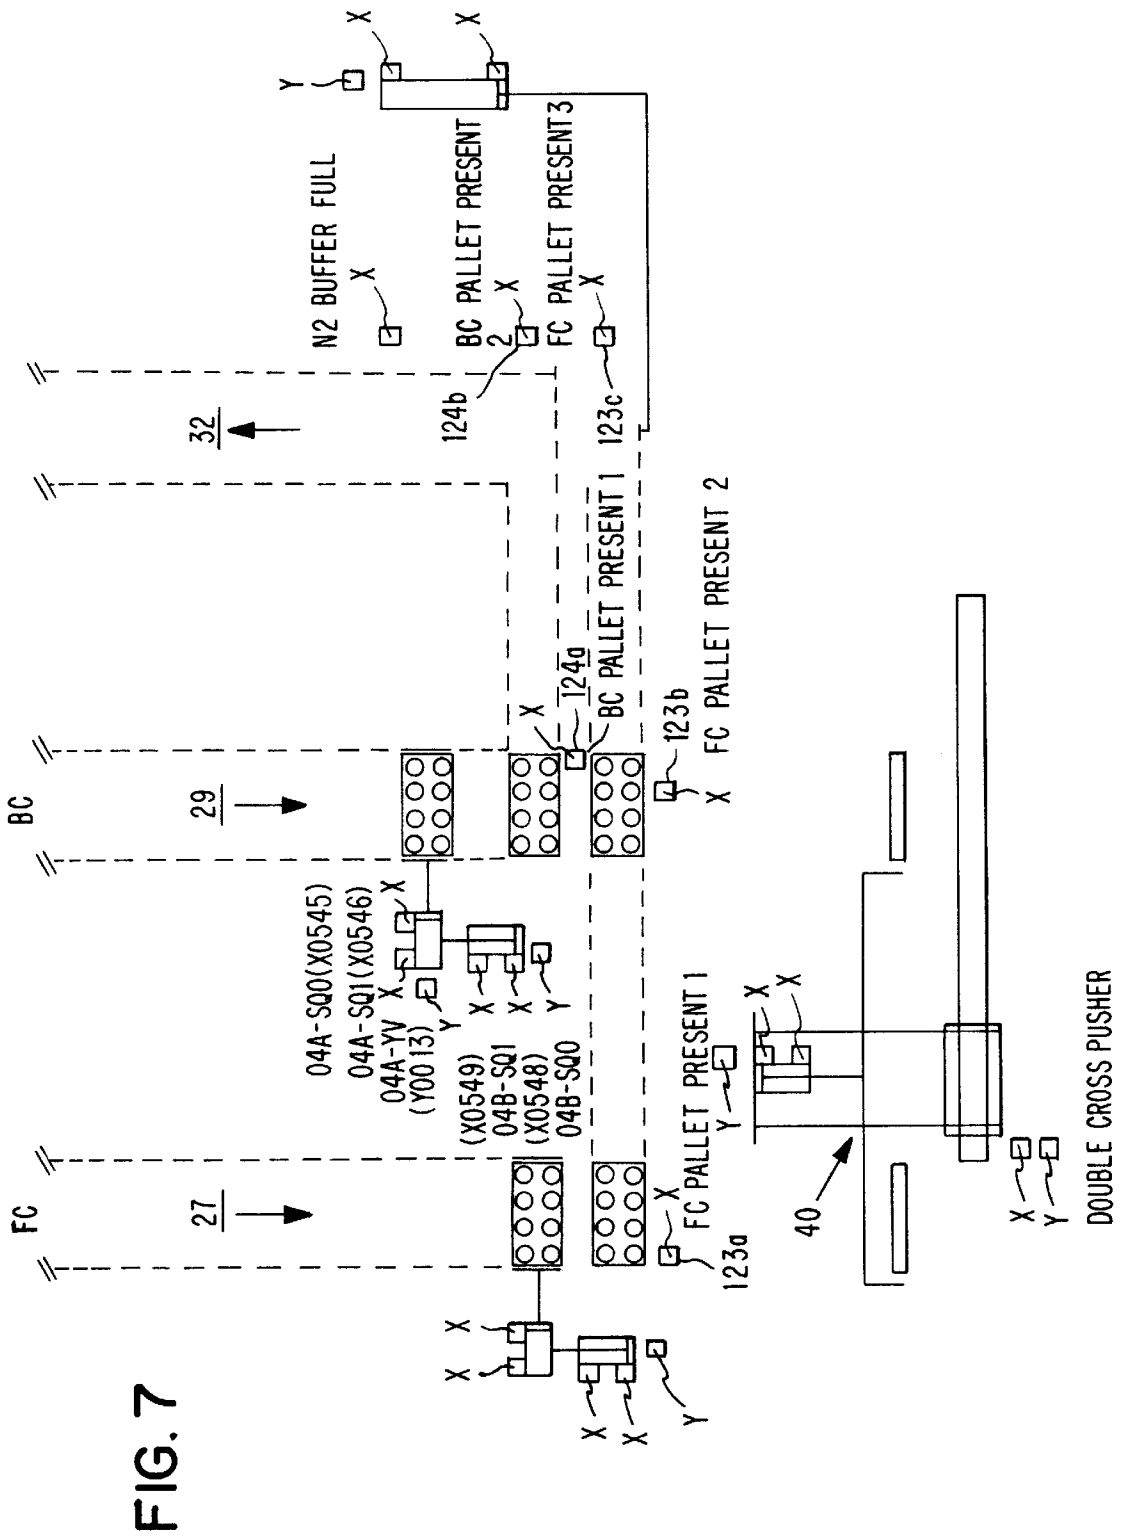 FIG. 7
FC
BC
27
29
32
N2 BUFFER FULL
X
BC PALLET PRESENT
2
X
FC PALLET PRESENT 3
X
124b
123c
Y
X
X
04A-SQ0(X0545)
04A-SQ1(X0546)
X
X
04A-YV
(Y0013)
Y
(X0549)
04B-SQ1
(X0548)
04B-SQ0
X
X
Y
X
124a
BC PALLET PRESENT 1
123b
X
FC PALLET PRESENT 2
X
X
X
X
Y
X
123a
FC PALLET PRESENT 1
Y
X
X
40
X
Y
DOUBLE CROSS PUSHER